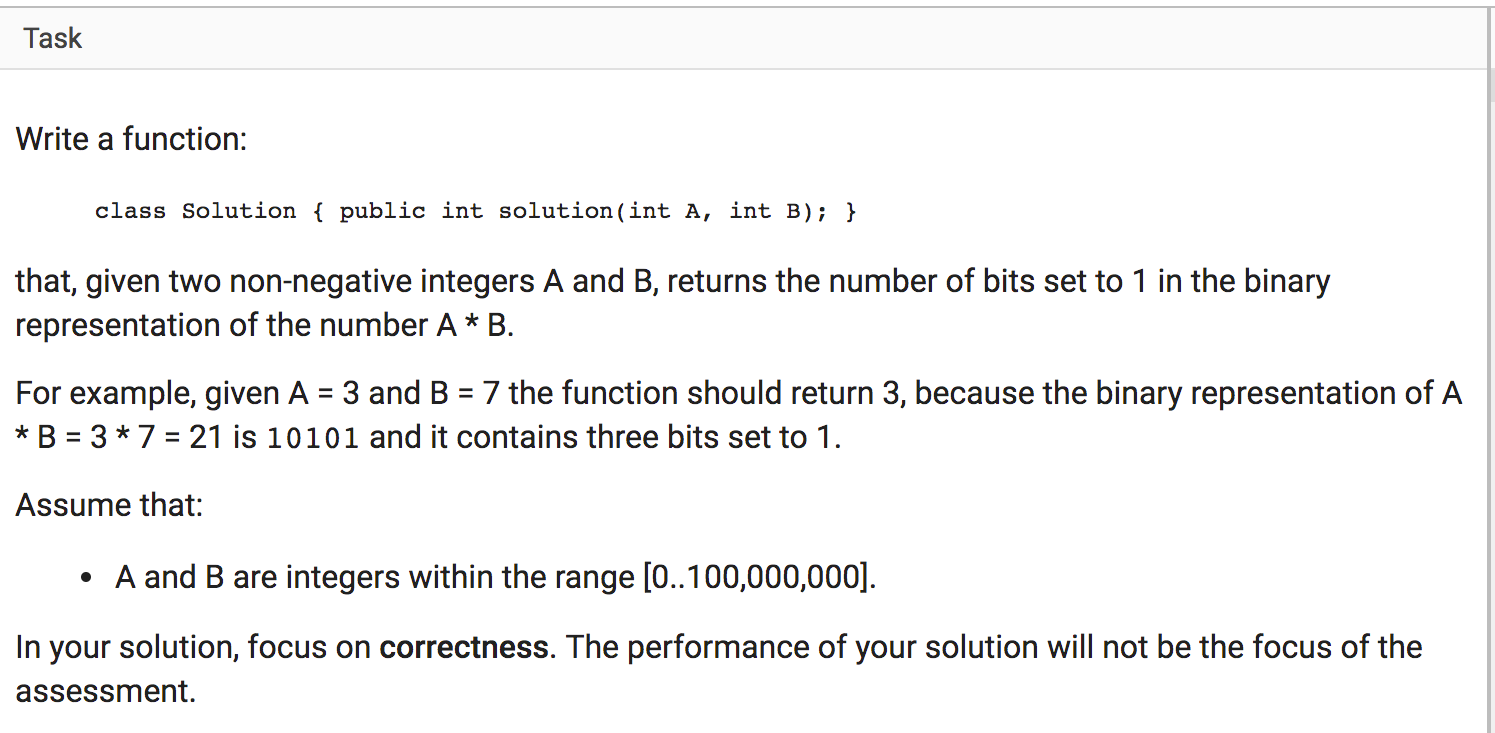 Task
Write a function:
class Solution { public int solution(int A, int B); }
that, given two non-negative integers A and B, returns the number of bits set to 1 in the binary
representation of the number A * B.
For example, given A = 3 and B = 7 the function should return 3, because the binary representation of A
* B = 3 * 7 = 21 is 10101 and it contains three bits set to 1.
Assume that:
• A and B are integers within the range [0..100,000,000].
In your solution, focus on correctness. The performance of your solution will not be the focus of the
assessment.